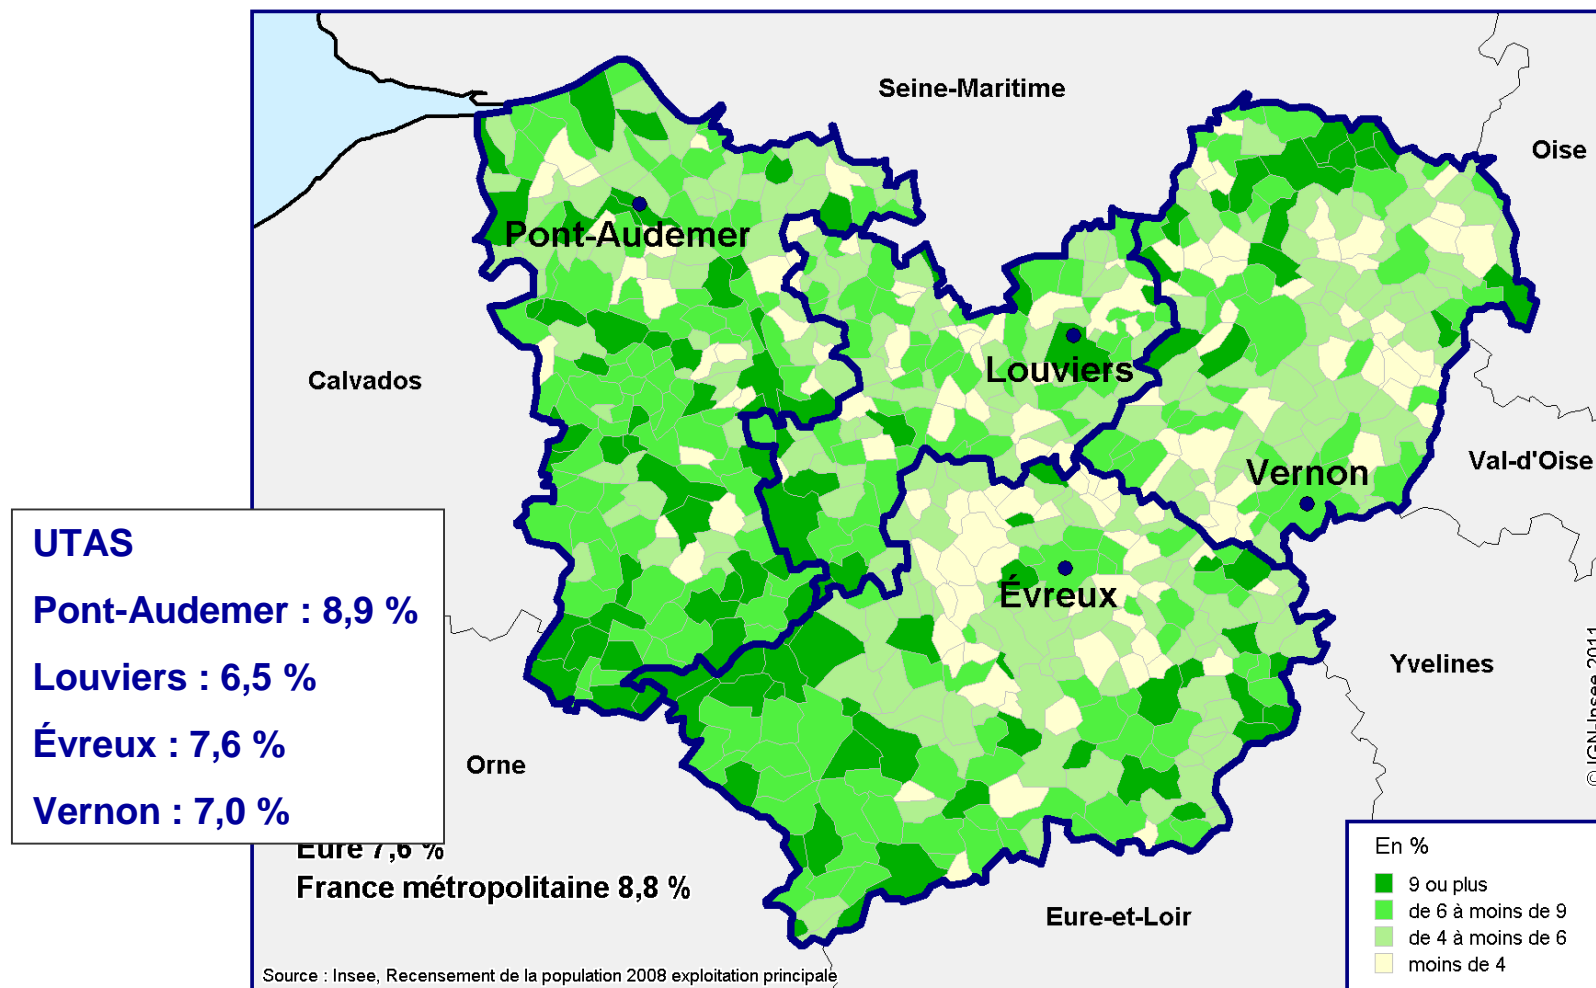 Seine-Maritime
Oise
Pont-Audemer
Louviers
Calvados
Vernon
Val-d'Oise
Évreux
UTAS
Pont-Audemer : 8,9 %
Louviers : 6,5 %
Évreux : 7,6 %
Vernon : 7,0 %
Yvelines
Orne
Eure 7,6 %
France métropolitaine 8,8 %
Eure-et-Loir
En %
9 ou plus
de 6 à moins de 9
de 4 à moins de 6
moins de 4
Source : Insee, Recensement de la population 2008 exploitation principale
© IGN-Insee 2011